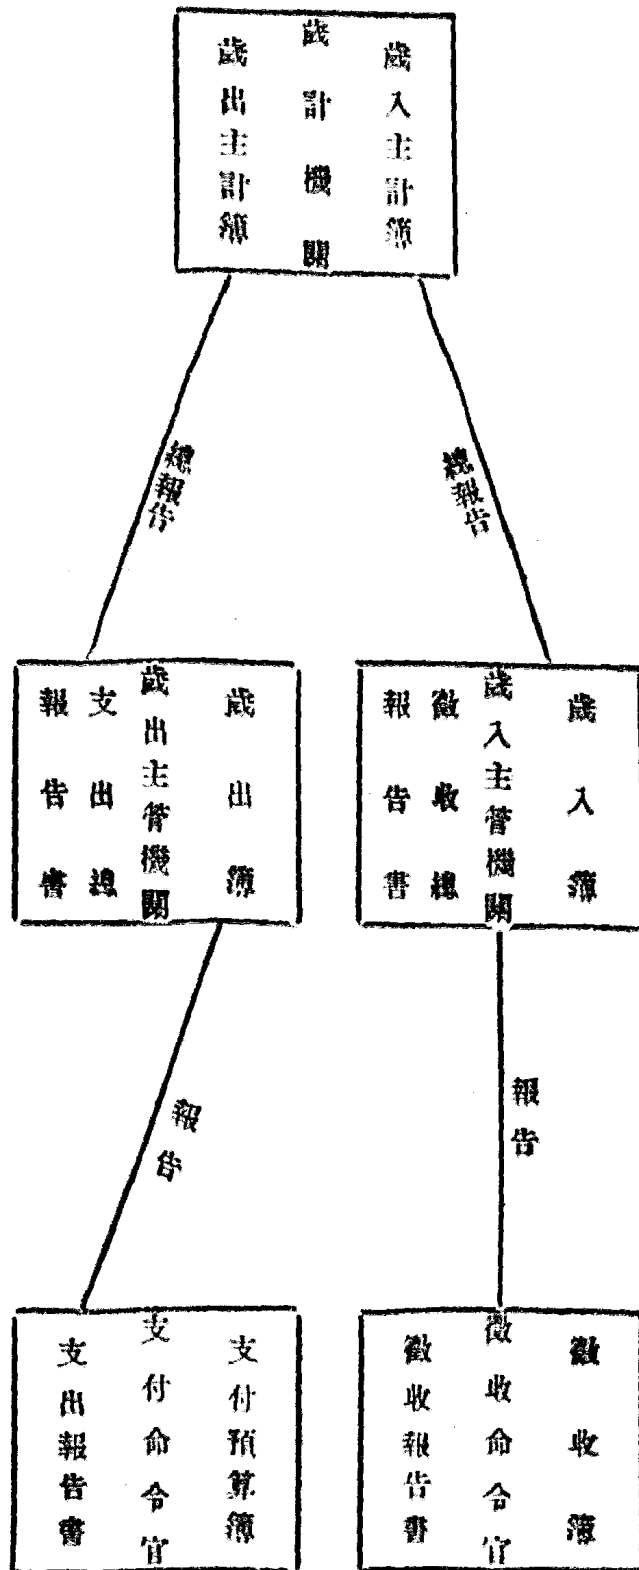 歲入主計簿
歲計機關
歲出主計簿
總報告
總報告
歲入簿
歲入主管機關
徵收總
報告書
歲出簿
歲出主管機關
支出總
報告書
報告
報告
徵收簿
徵收命令官
徵收報告書
支付預算簿
支付命令官
支出報告書